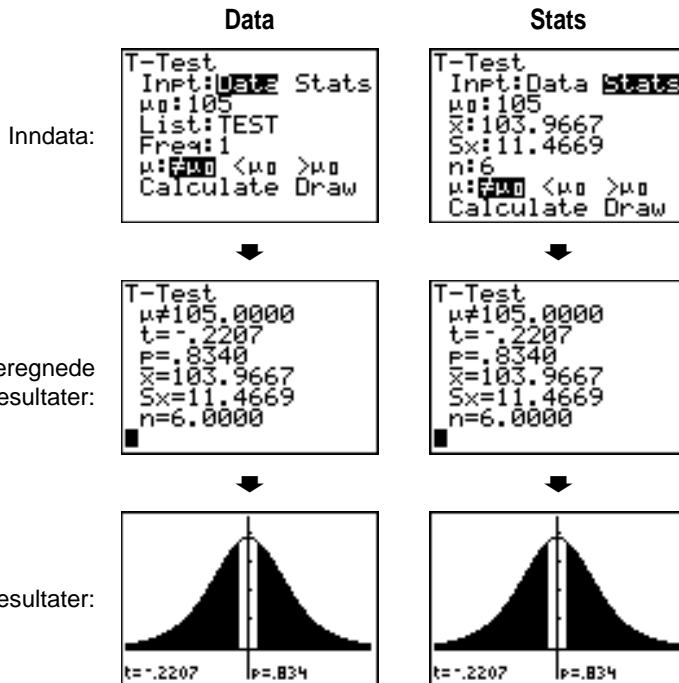 Data
Stats
Inndata:
T-Test
Inpt:Data Stats
μ0:105
List:TEST
Freq:1
μ:≠μ0 <μ0 >μ0
Calculate Draw
T-Test
Inpt:Data Stats
μ0:105
x̄:103.9667
Sx:11.4669
n:6
μ:≠μ0 <μ0 >μ0
Calculate Draw
eregnede
esultater:
T-Test
μ≠105.0000
t=-.2207
p=.8340
x̄=103.9667
Sx=11.4669
n=6.0000
T-Test
μ≠105.0000
t=-.2207
p=.8340
x̄=103.9667
Sx=11.4669
n=6.0000
esultater:
t=-.2207 p=.834
t=-.2207 p=.834